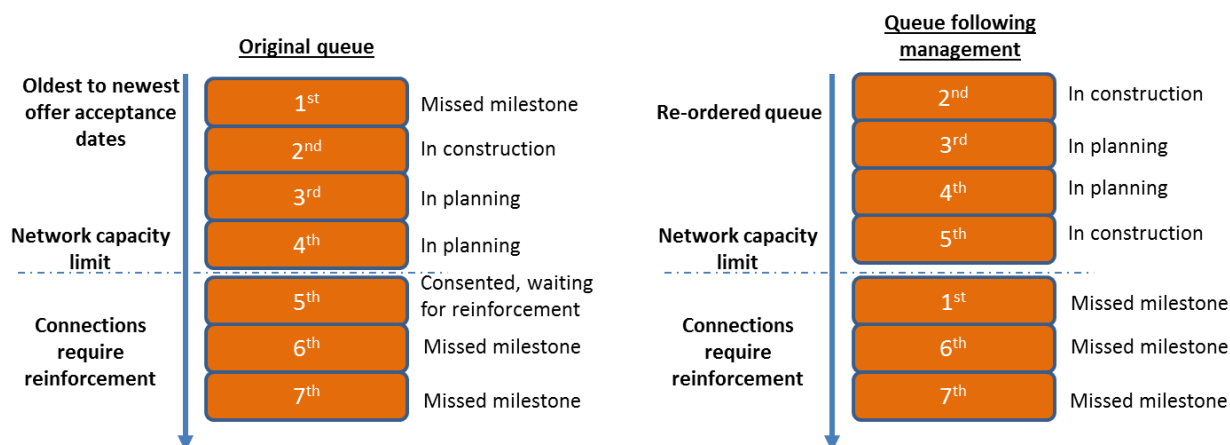 Original queue
Oldest to newest
offer acceptance
dates
1st
Missed milestone
2nd
In construction
3rd
In planning
4th
In planning
Network capacity
limit
5th
Consented, waiting
for reinforcement
Connections
require
reinforcement
6th
Missed milestone
7th
Missed milestone
Queue following
management
Re-ordered queue
2nd
In construction
3rd
In planning
4th
In planning
5th
In construction
Network capacity
limit
1st
Missed milestone
Connections
require
reinforcement
6th
Missed milestone
7th
Missed milestone